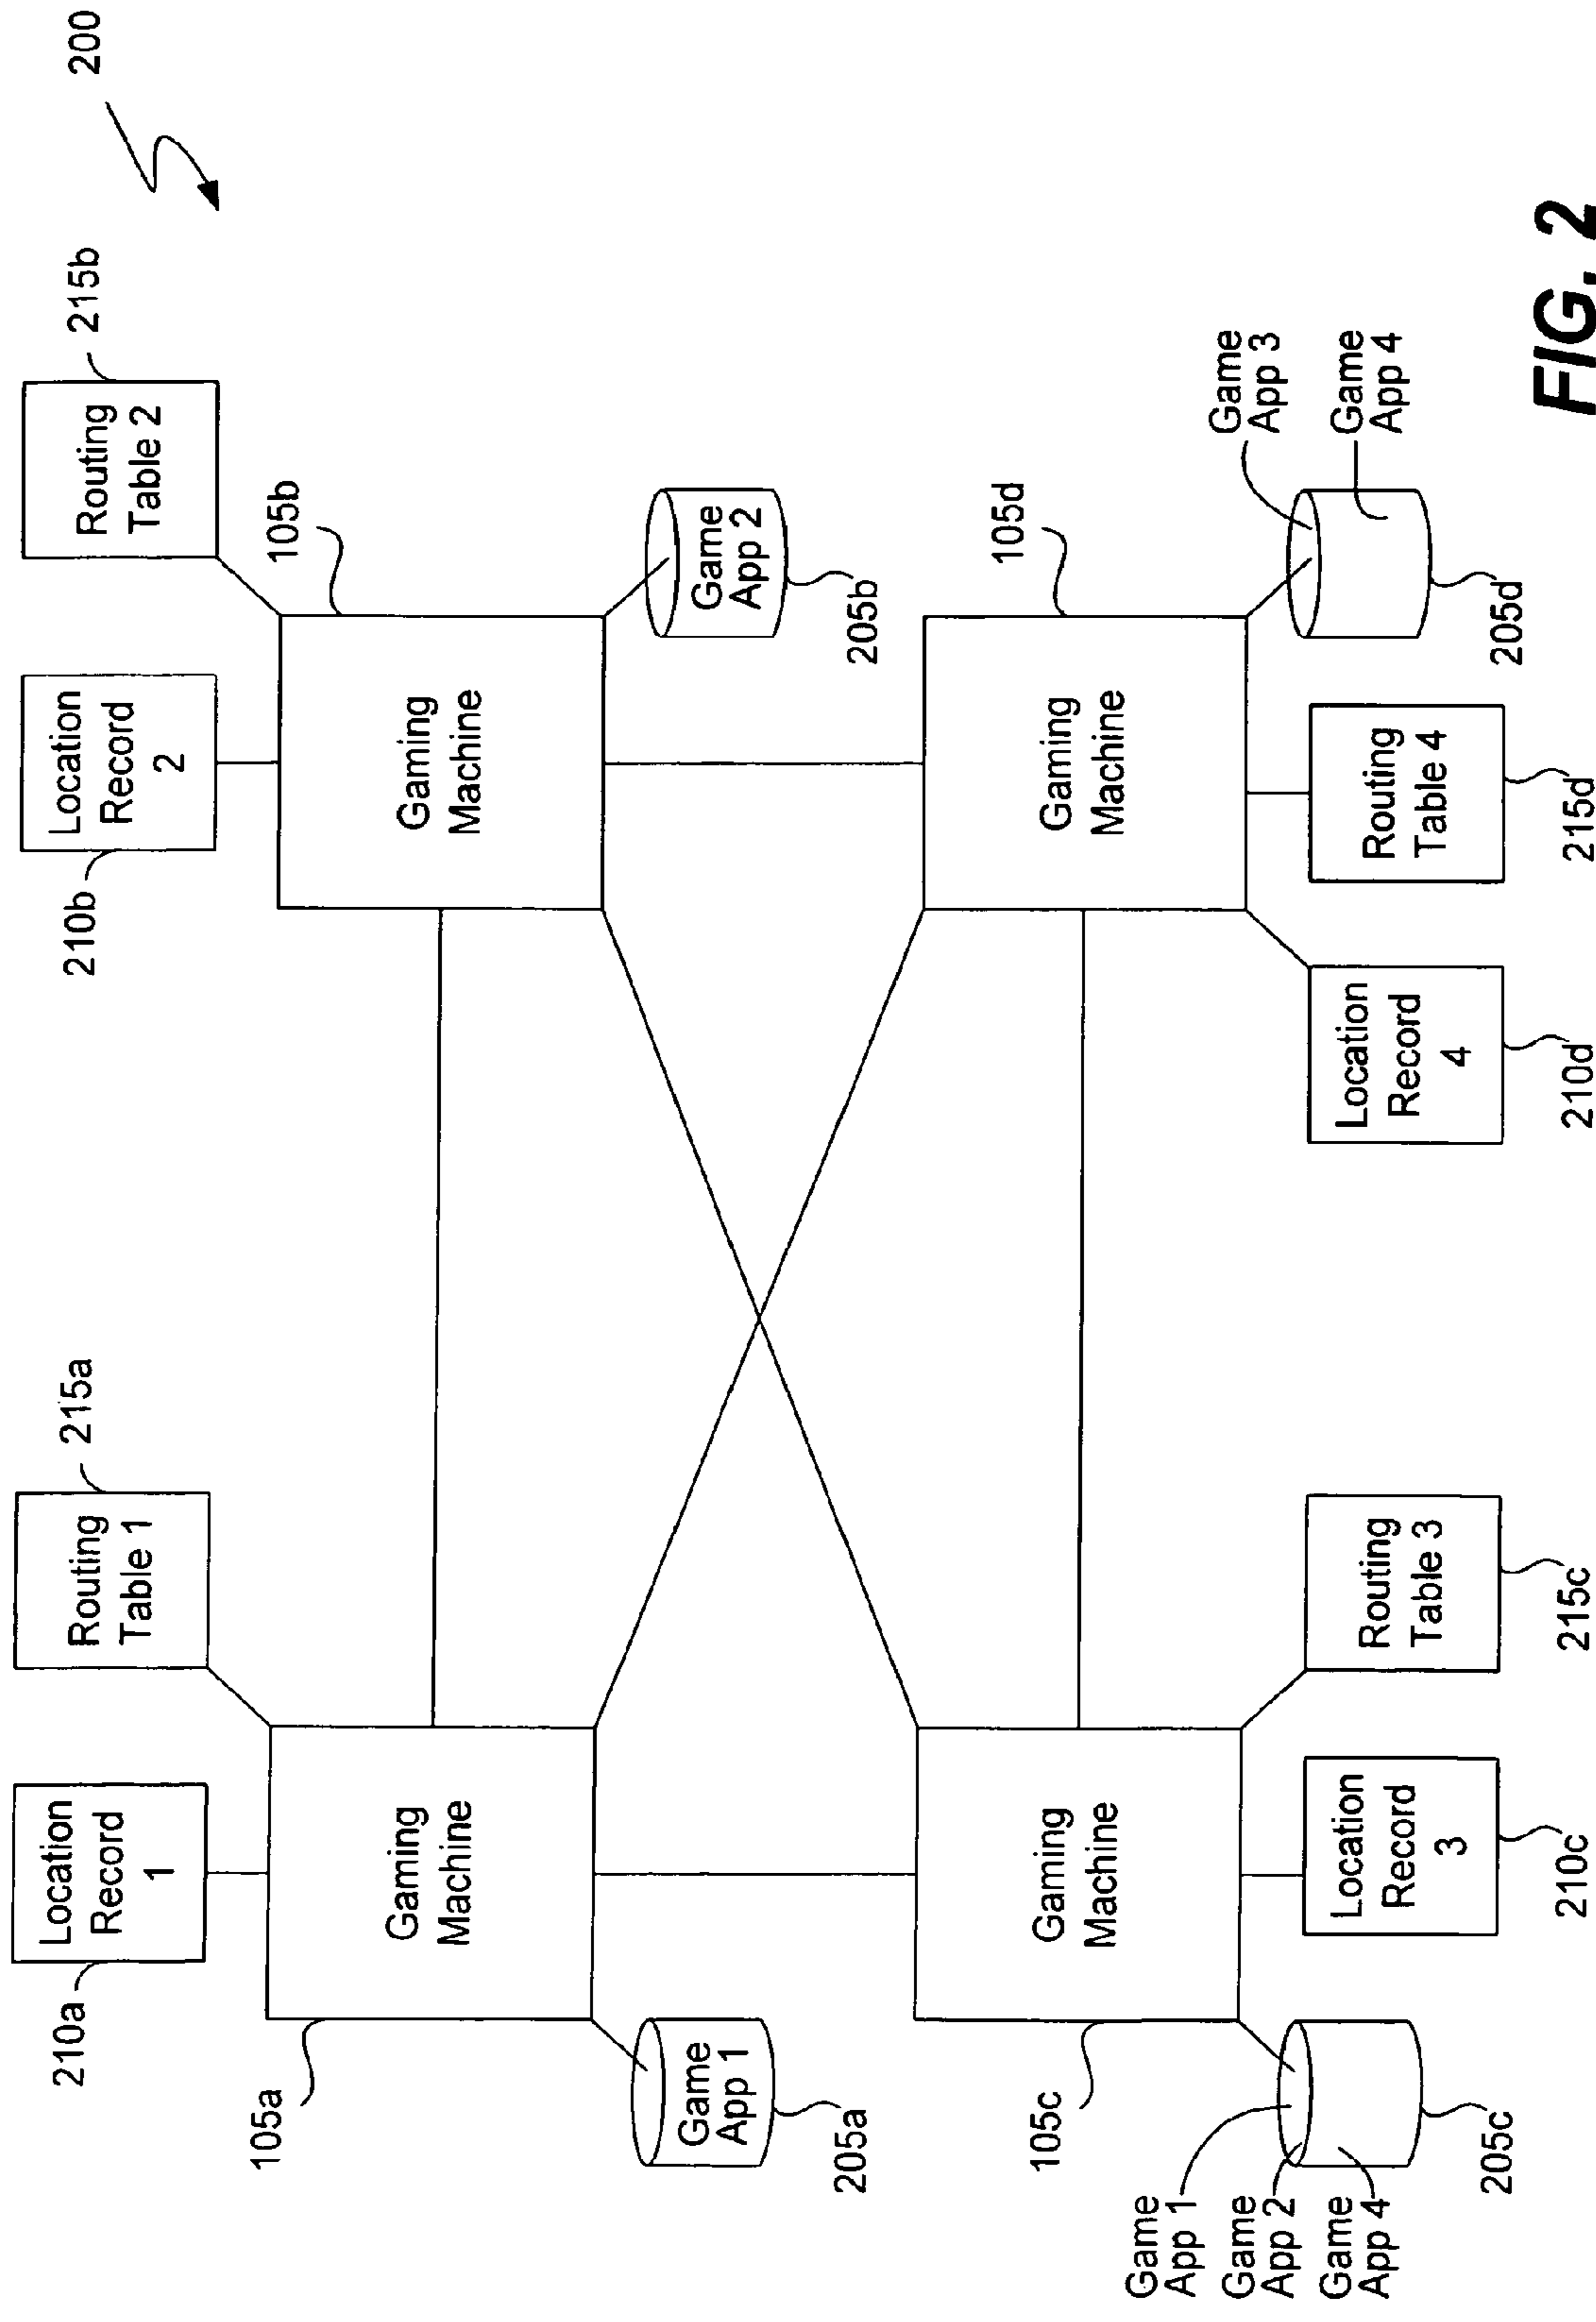 200
210a
Location
Record
1
Routing
Table 1
215a
210b
Location
Record
2
Routing
Table 2
215b
105a
Gaming
Machine
Gaming
Machine
105b
Game
App 1
205a
Game
App 2
205b
105c
Gaming
Machine
Gaming
Machine
105d
Game
App 1
Game
App 2
Game
App 4
205c
Location
Record
3
210c
Routing
Table 3
215c
Location
Record
4
210d
Routing
Table 4
215d
Game
App 3
Game
App 4
205d
FIG. 2